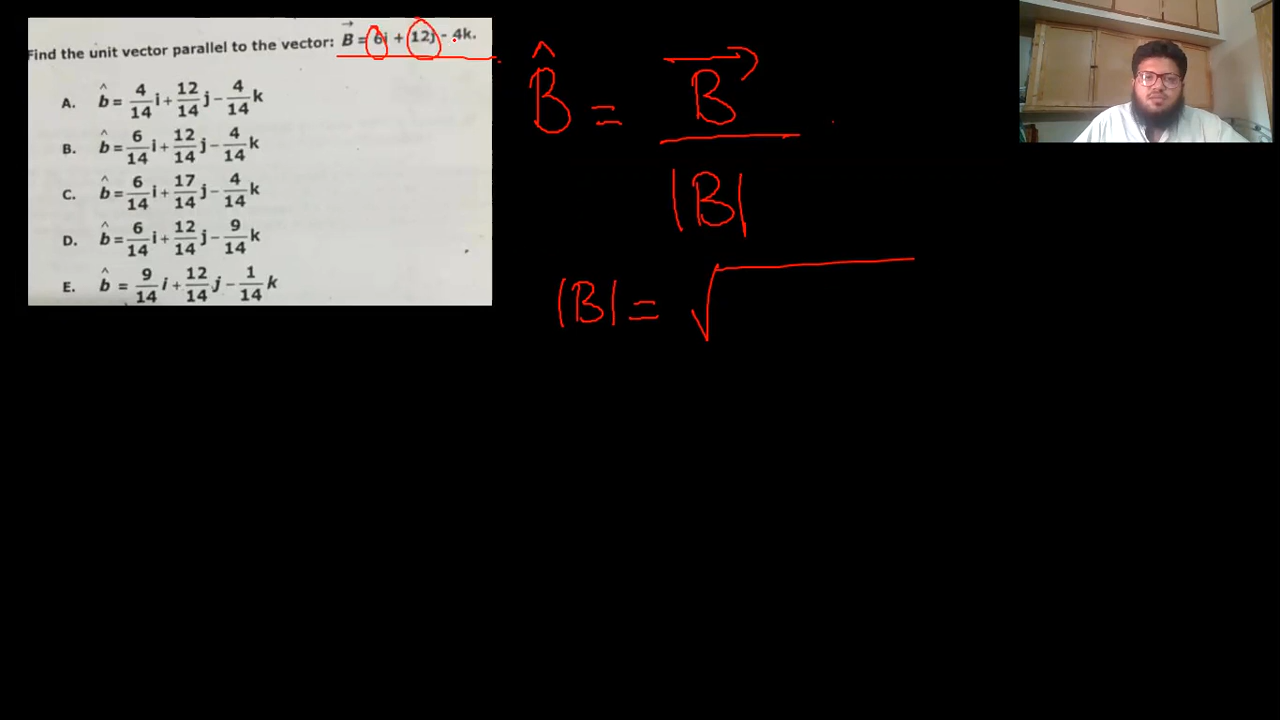 Find the unit vector parallel to the vector: B⃗ = 6i + 12j - 4k.
A. b̂ = 4/14 i + 12/14 j - 4/14 k
B. b̂ = 6/14 i + 12/14 j - 4/14 k
C. b̂ = 6/14 i + 17/14 j - 4/14 k
D. b̂ = 6/14 i + 12/14 j - 9/14 k
E. b̂ = 9/14 i + 12/14 j - 1/14 k
B̂ = B⃗ / |B|
|B| = √